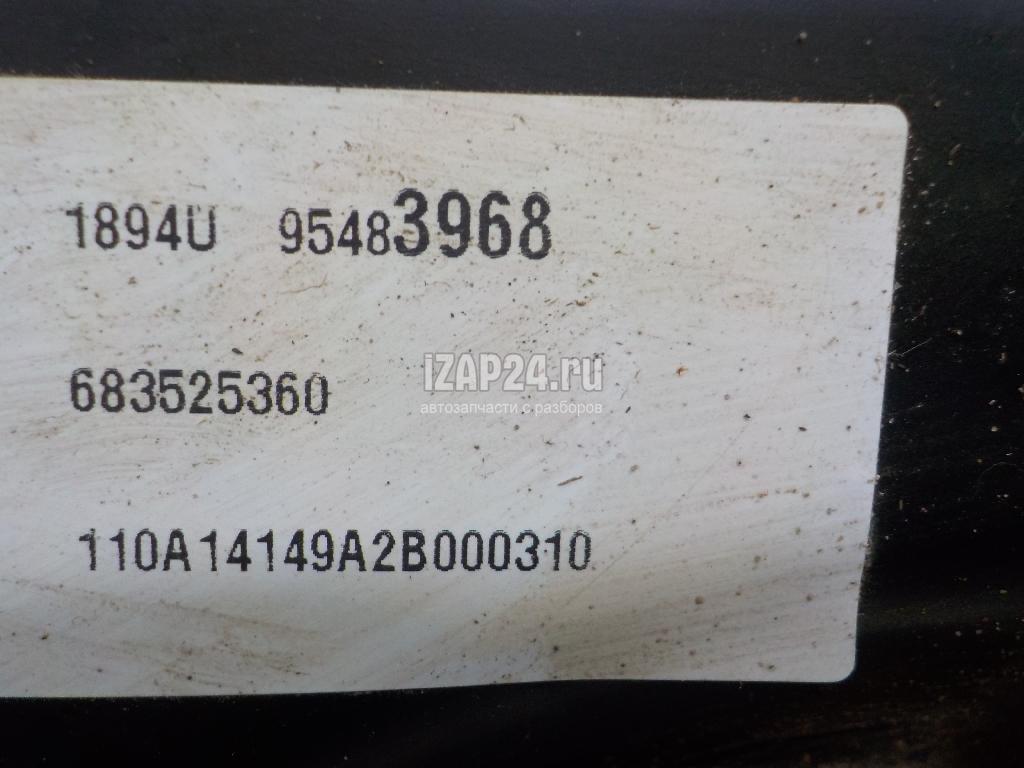 1894U 95483968
iZAP24.ru
683525360
автозапчасти с разборов
110A14149A2B000310